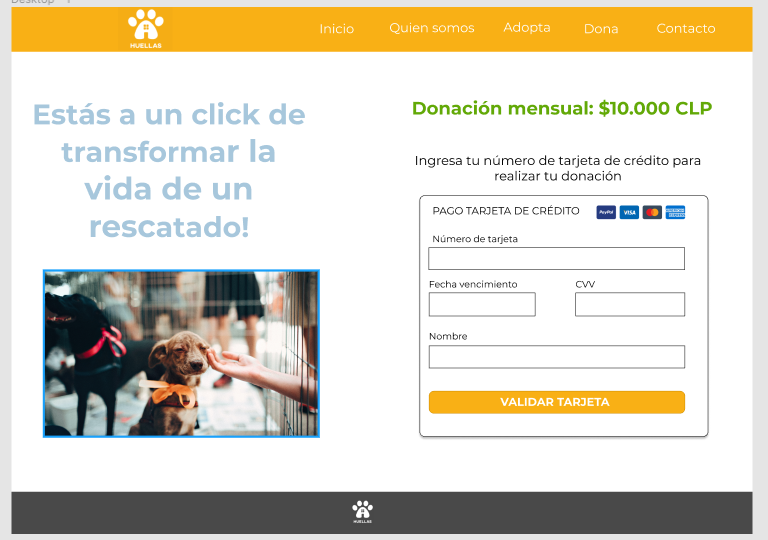 Desktop - 1
HUELLAS
Inicio
Quien somos
Adopta
Dona
Contacto
Estás a un click de
transformar la
vida de un
rescatado!
Donación mensual: $10.000 CLP
Ingresa tu número de tarjeta de crédito para
realizar tu donación
PAGO TARJETA DE CRÉDITO
PayPal
VISA
Número de tarjeta
Fecha vencimiento
CVV
Nombre
VALIDAR TARJETA
HUELLAS